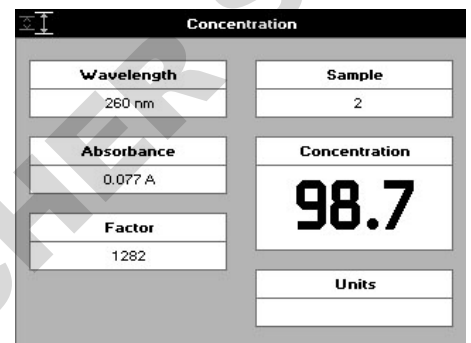 Concentration
Wavelength
260 nm
Sample
2
Absorbance
0.077 A
Concentration
98.7
Factor
1282
Units